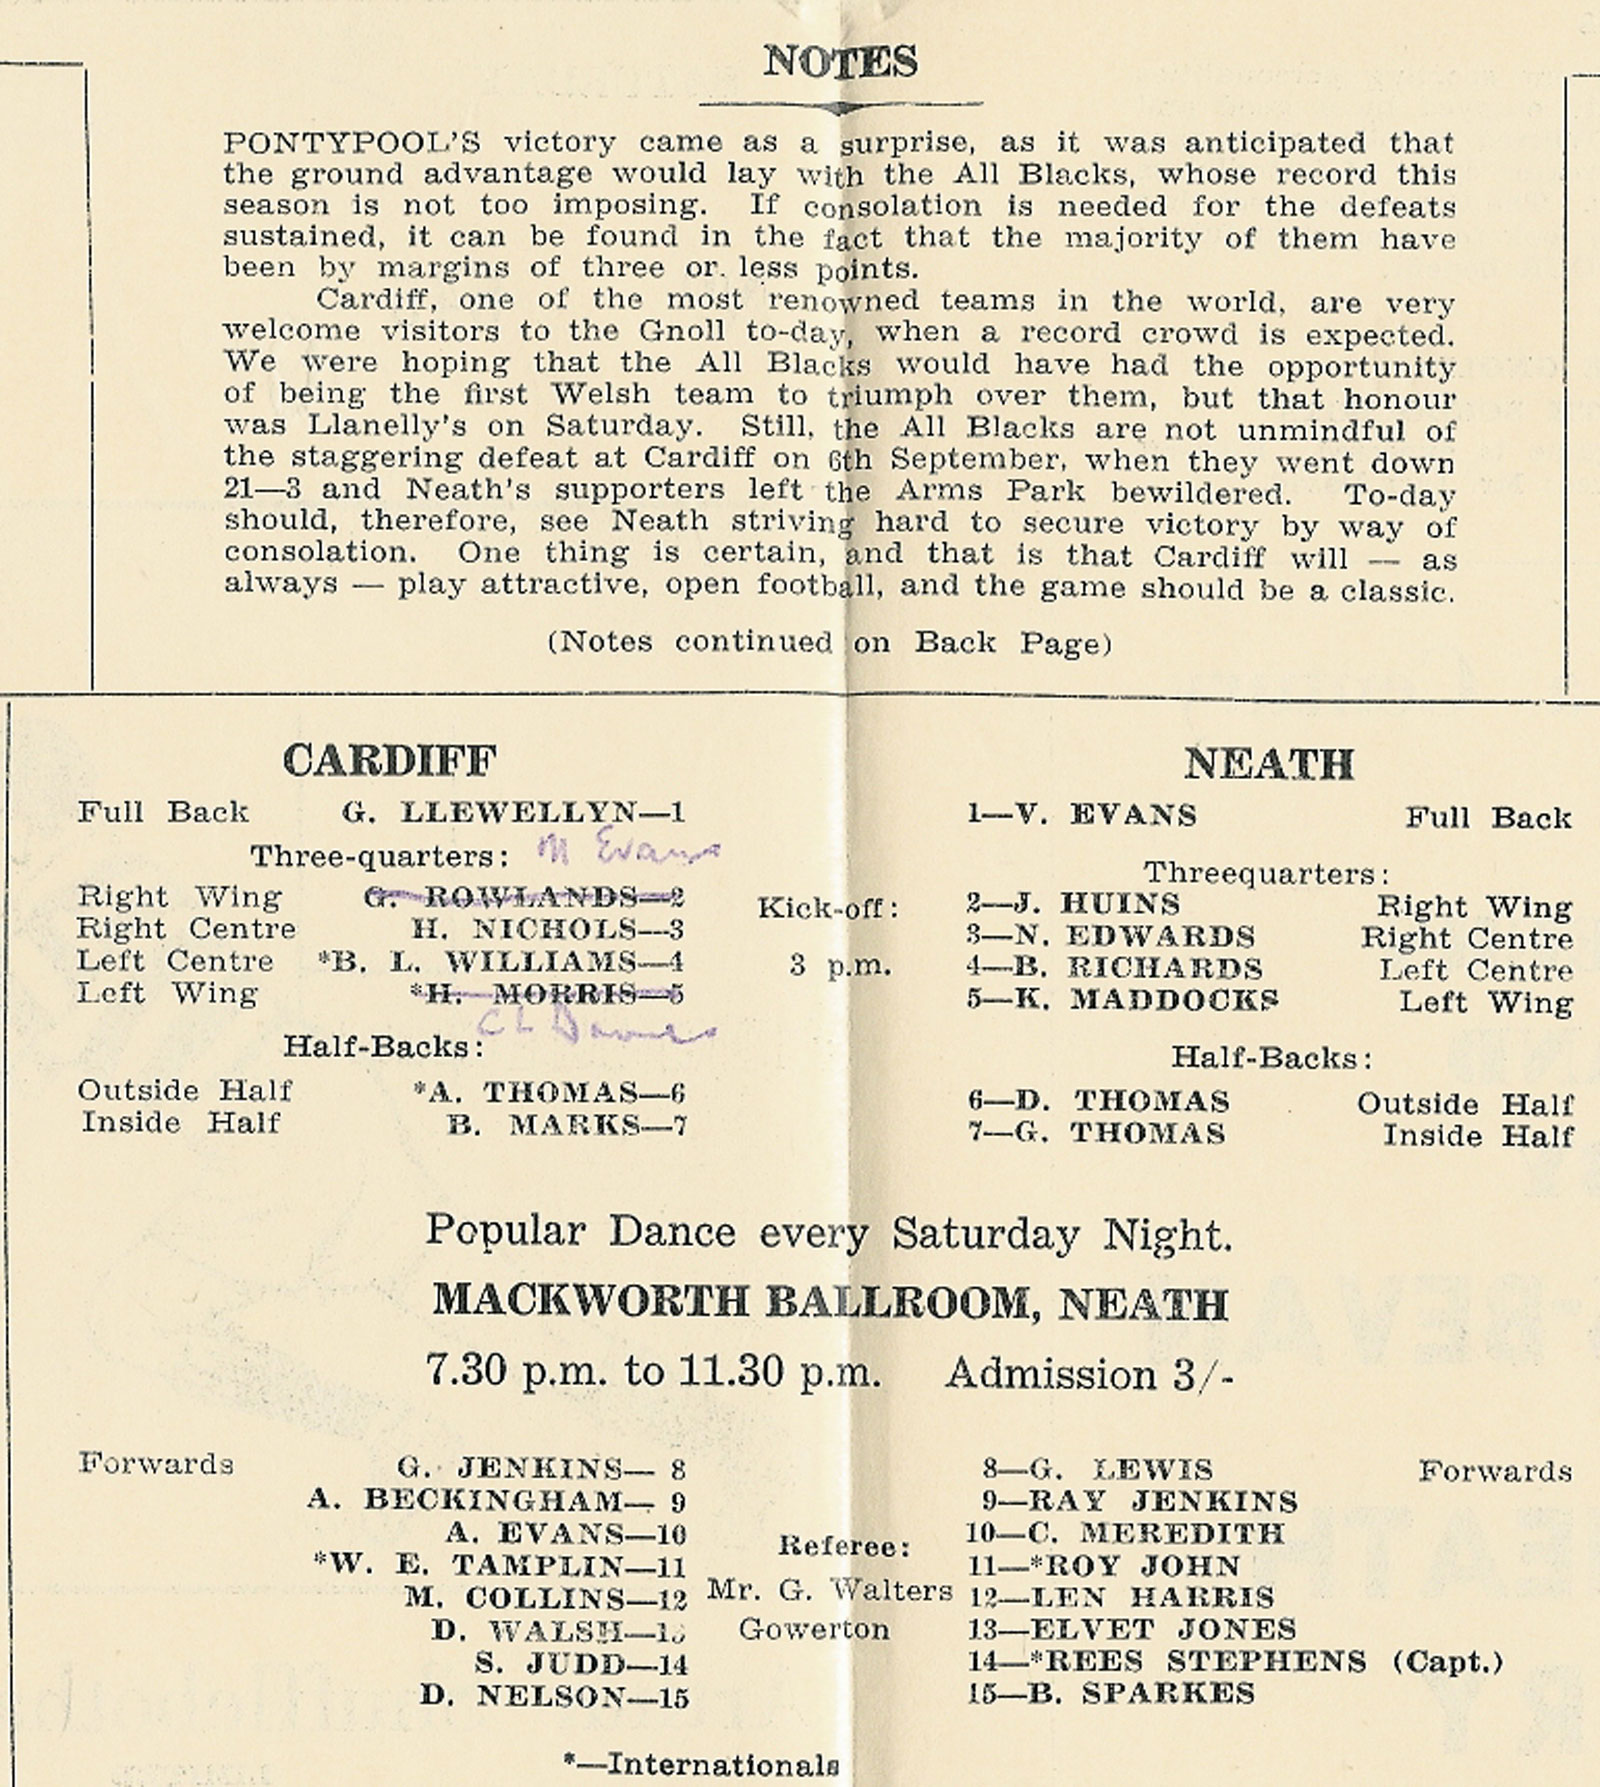 NOTES
PONTYPOOL'S victory came as a surprise, as it was anticipated that
the ground advantage would lay with the All Blacks, whose record this
season is not too imposing. If consolation is needed for the defeats
sustained, it can be found in the fact that the majority of them have
been by margins of three or. less points.
Cardiff, one of the most renowned teams in the world, are very
welcome visitors to the Gnoll to-day, when a record crowd is expected.
We were hoping that the All Blacks would have had the opportunity
of being the first Welsh team to triumph over them, but that honour
was Llanelly's on Saturday. Still, the All Blacks are not unmindful of
the staggering defeat at Cardiff on 6th September, when they went down
21—3 and Neath's supporters left the Arms Park bewildered. To-day
should, therefore, see Neath striving hard to secure victory by way of
consolation. One thing is certain, and that is that Cardiff will — as
always — play attractive, open football, and the game should be a classic.
(Notes continued on Back Page)
CARDIFF
Full Back G. LLEWELLYN—1
Three-quarters: M Evans
Right Wing G. ROWLANDS—2
Right Centre H. NICHOLS—3
Left Centre *B. L. WILLIAMS—4
Left Wing *H. MORRIS—5
C L Davies
Half-Backs:
Outside Half *A. THOMAS—6
Inside Half B. MARKS—7
Kick-off:
3 p.m.
NEATH
1—V. EVANS Full Back
Threequarters:
2—J. HUINS Right Wing
3—N. EDWARDS Right Centre
4—B. RICHARDS Left Centre
5—K. MADDOCKS Left Wing
Half-Backs:
6—D. THOMAS Outside Half
7—G. THOMAS Inside Half
Popular Dance every Saturday Night.
MACKWORTH BALLROOM, NEATH
7.30 p.m. to 11.30 p.m. Admission 3/-
Forwards G. JENKINS— 8
A. BECKINGHAM— 9
A. EVANS—10
*W. E. TAMPLIN—11
M. COLLINS—12
D. WALSH—13
S. JUDD—14
D. NELSON—15
Referee:
Mr. G. Walters
Gowerton
8—G. LEWIS Forwards
9—RAY JENKINS
10—C. MEREDITH
11—*ROY JOHN
12—LEN HARRIS
13—ELVET JONES
14—*REES STEPHENS (Capt.)
15—B. SPARKES
*—Internationals